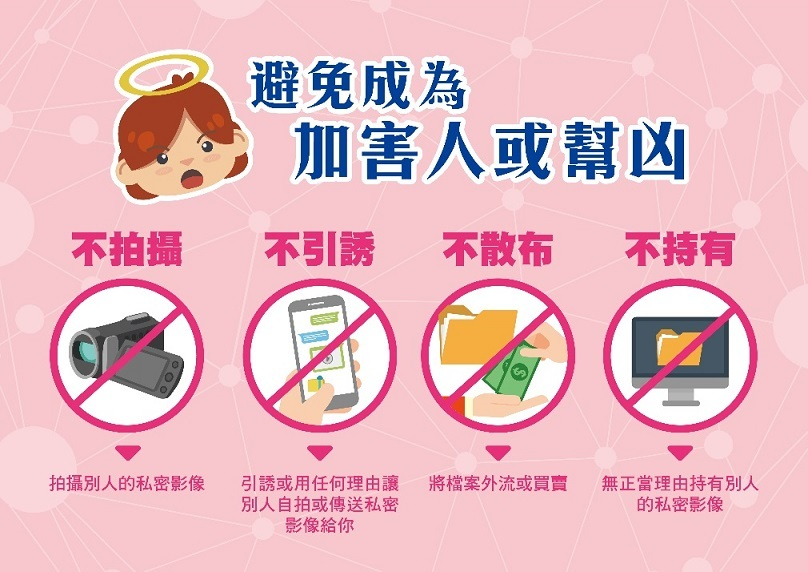 避免成為
加害人或幫凶
不拍攝
不引誘
不散布
不持有
拍攝別人的私密影像
引誘或用任何理由讓
別人自拍或傳送私密
影像給你
將檔案外流或買賣
無正當理由持有別人
的私密影像